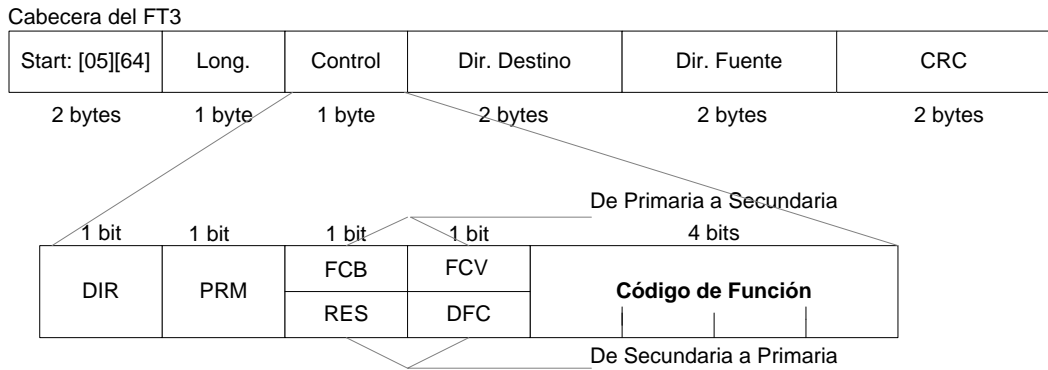 Cabecera del FT3
Start: [05][64] Long. Control Dir. Destino Dir. Fuente CRC
2 bytes 1 byte 1 byte 2 bytes 2 bytes 2 bytes
De Primaria a Secundaria
1 bit 1 bit 1 bit 1 bit 4 bits
DIR PRM FCB FCV Código de Función
RES DFC
De Secundaria a Primaria